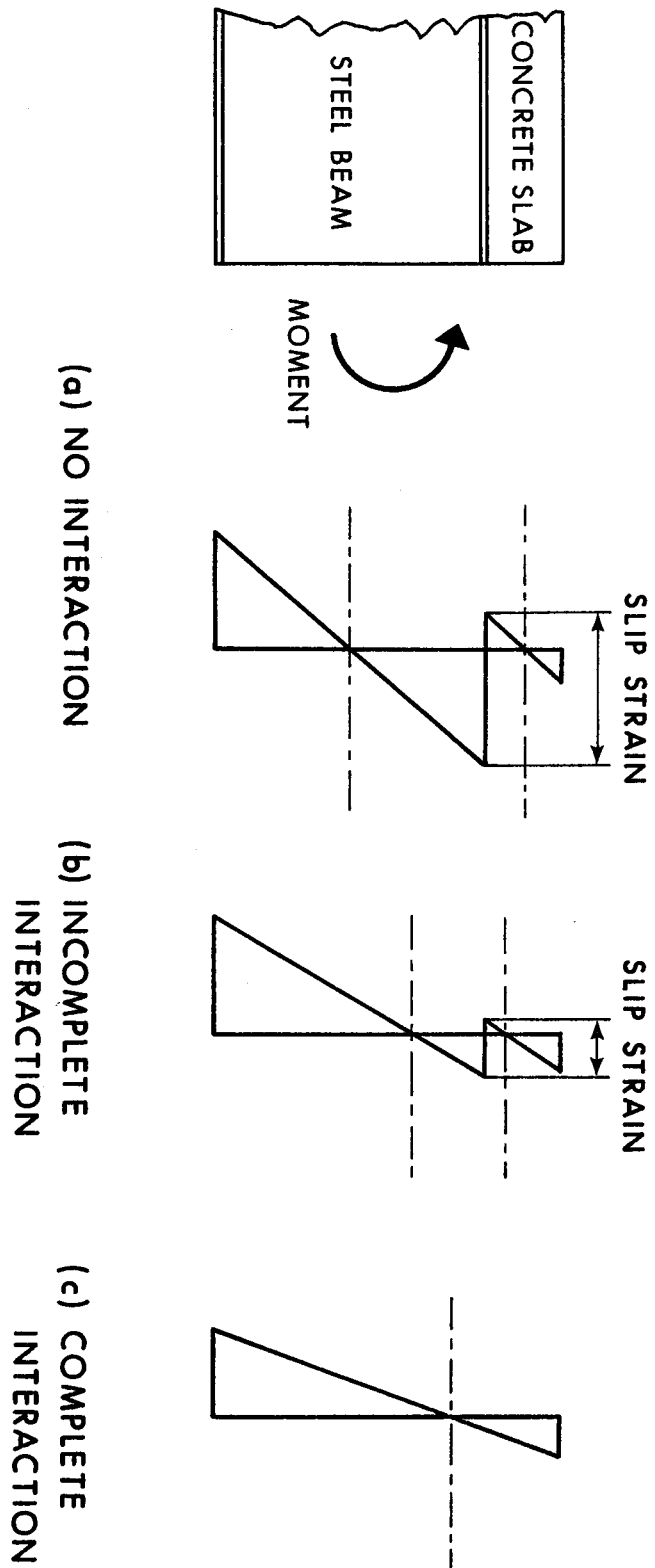 CONCRETE SLAB
STEEL BEAM
MOMENT
SLIP STRAIN
SLIP STRAIN
(a) NO INTERACTION
(b) INCOMPLETE
INTERACTION
(c) COMPLETE
INTERACTION